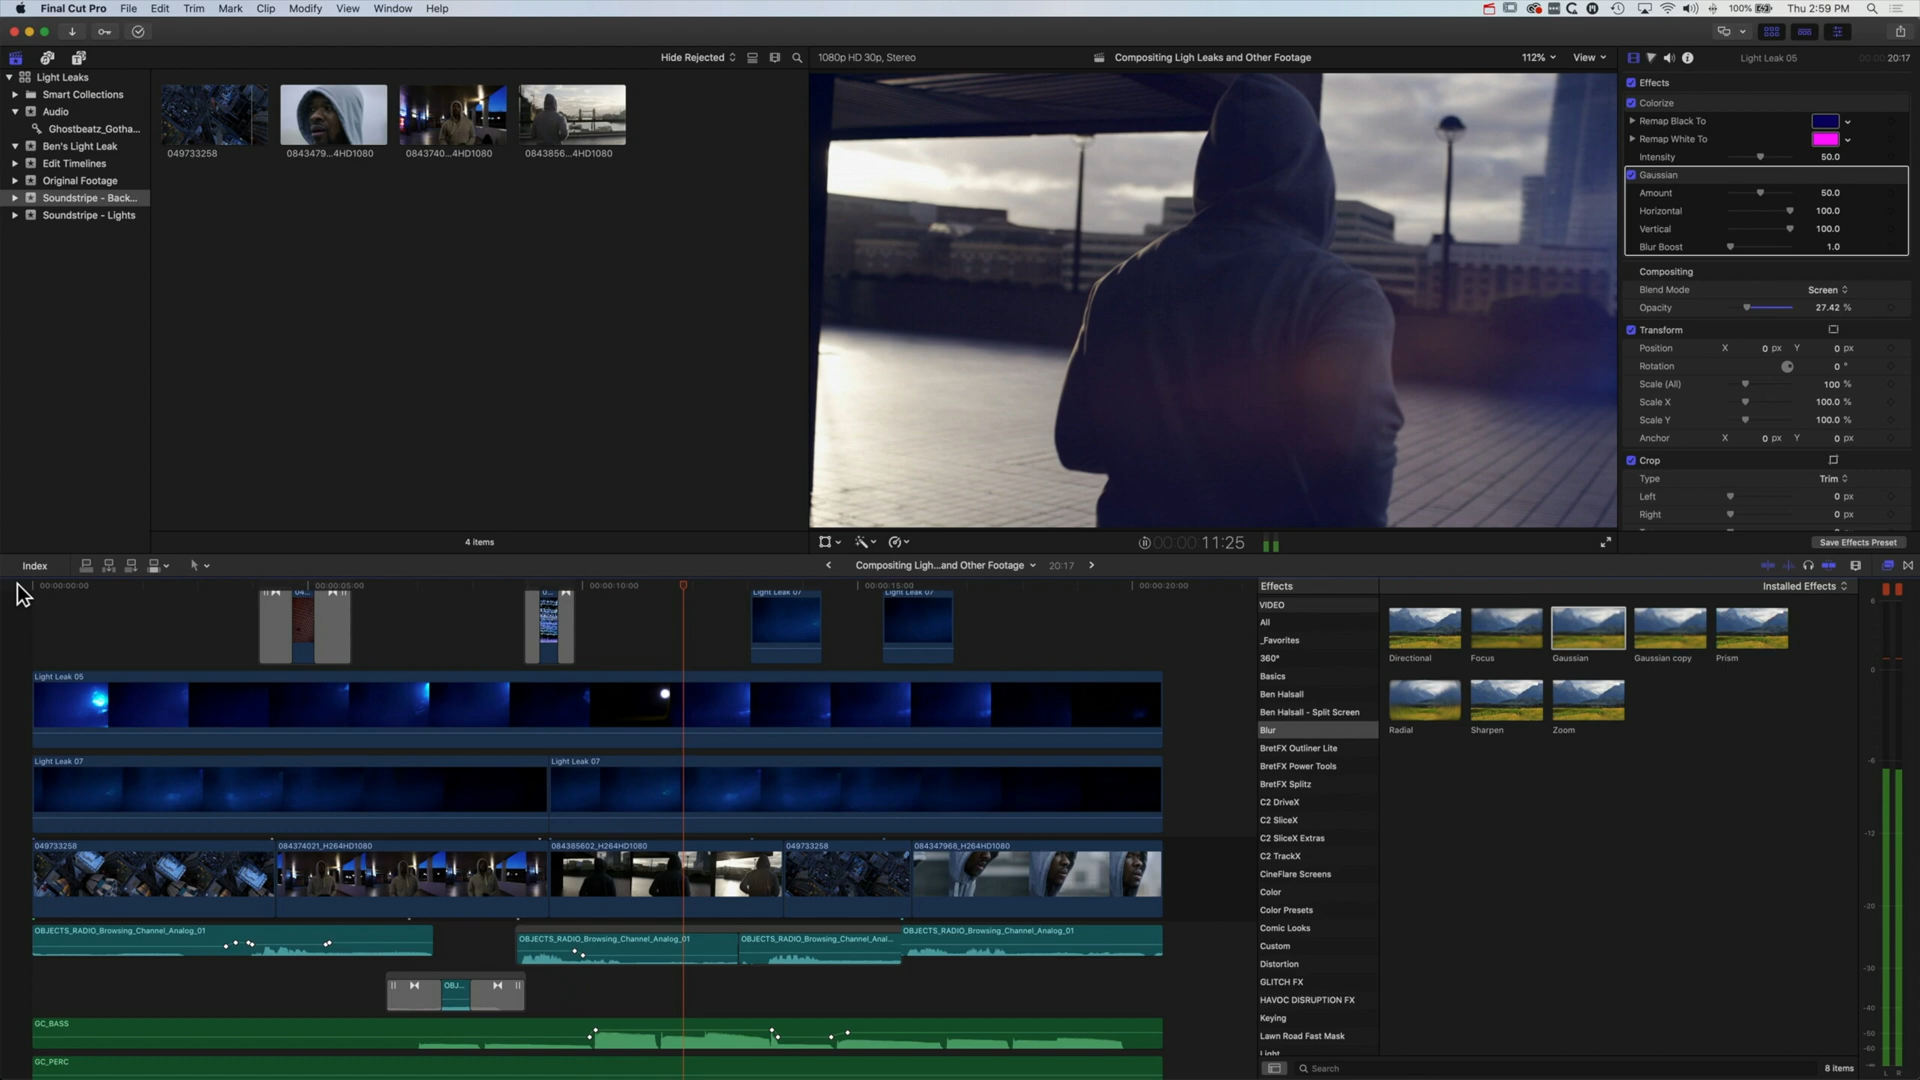 Final Cut Pro File Edit Trim Mark Clip Modify View Window Help 100% Thu 2:59 PM
Hide Rejected
1080p HD 30p, Stereo
Compositing Ligh Leaks and Other Footage
112% View
Light Leak 05
20:17
Light Leaks
Smart Collections
Audio
Ghostbeatz_Gotha...
Ben's Light Leak
Edit Timelines
Original Footage
Soundstripe - Back...
Soundstripe - Lights
049733258
0843479...4HD1080
0843740...4HD1080
0843856...4HD1080
4 items
Effects
Colorize
Remap Black To
Remap White To
Intensity 50.0
Gaussian
Amount 50.0
Horizontal 100.0
Vertical 100.0
Blur Boost 1.0
Compositing
Blend Mode Screen
Opacity 27.42 %
Transform
Position X 0 px Y 0 px
Rotation 0 °
Scale (All) 100 %
Scale X 100.0 %
Scale Y 100.0 %
Anchor X 0 px Y 0 px
Crop
Type Trim
Left 0 px
Right 0 px
Save Effects Preset
00:00:00 11:25
Index
Compositing Ligh...and Other Footage
20:17
00:00:00:00
00:00:05:00
00:00:10:00
00:00:15:00
00:00:20:00
04...
0...
Light Leak 07
Light Leak 07
Light Leak 05
Light Leak 07
Light Leak 07
049733258
084374021_H264HD1080
084385602_H264HD1080
049733258
084347968_H264HD1080
OBJECTS_RADIO_Browsing_Channel_Analog_01
OBJECTS_RADIO_Browsing_Channel_Analog_01
OBJECTS_RADIO_Browsing_Channel_Anal...
OBJECTS_RADIO_Browsing_Channel_Analog_01
OBJ...
GC_BASS
GC_PERC
Effects
Installed Effects
VIDEO
All
_Favorites
360°
Basics
Ben Halsall
Ben Halsall - Split Screen
Blur
BretFX Outliner Lite
BretFX Power Tools
BretFX Splitz
C2 DriveX
C2 SliceX
C2 SliceX Extras
C2 TrackX
CineFlare Screens
Color
Color Presets
Comic Looks
Custom
Distortion
GLITCH FX
HAVOC DISRUPTION FX
Keying
Lawn Road Fast Mask
Light
Directional
Focus
Gaussian
Gaussian copy
Prism
Radial
Sharpen
Zoom
Search
8 items
6
0
-6
-12
-20
-30
-40
-50
-60
L R